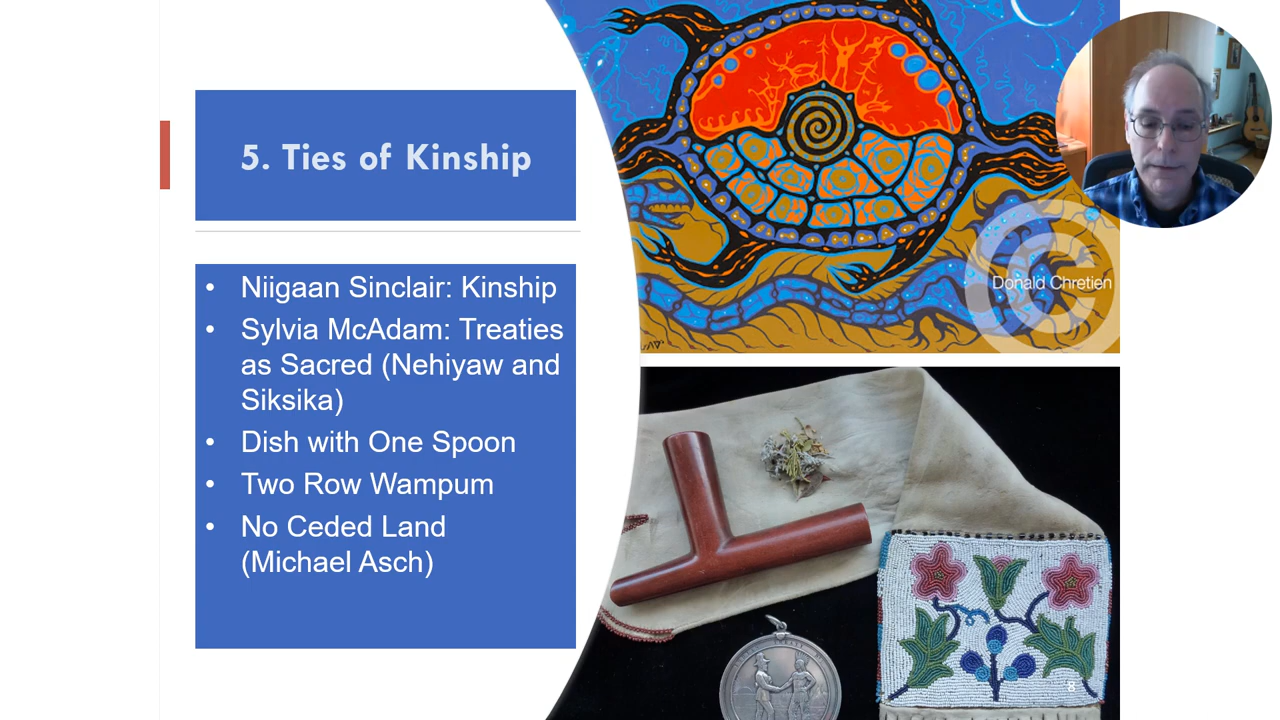 5. Ties of Kinship
• Niigaan Sinclair: Kinship
• Sylvia McAdam: Treaties
as Sacred (Nehiyaw and
Siksika)
• Dish with One Spoon
• Two Row Wampum
• No Ceded Land
(Michael Asch)
©
Donald Chretien